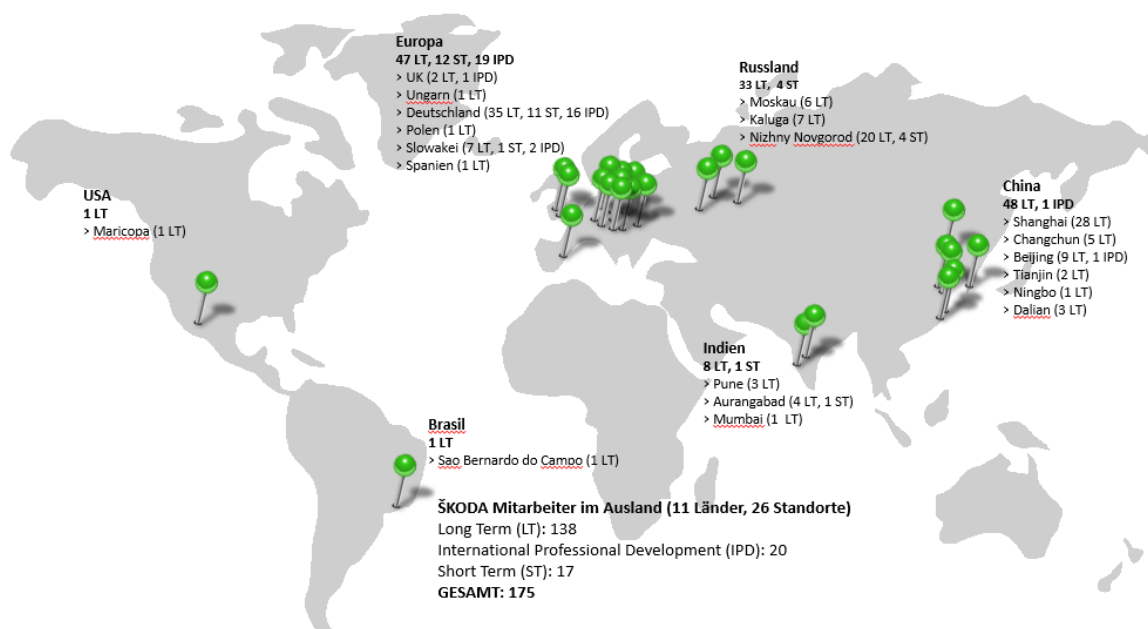 Europa
47 LT, 12 ST, 19 IPD
> UK (2 LT, 1 IPD)
> Ungarn (1 LT)
> Deutschland (35 LT, 11 ST, 16 IPD)
> Polen (1 LT)
> Slowakei (7 LT, 1 ST, 2 IPD)
> Spanien (1 LT)
Russland
33 LT, 4 ST
> Moskau (6 LT)
> Kaluga (7 LT)
> Nizhny Novgorod (20 LT, 4 ST)
USA
1 LT
> Maricopa (1 LT)
China
48 LT, 1 IPD
> Shanghai (28 LT)
> Changchun (5 LT)
> Beijing (9 LT, 1 IPD)
> Tianjin (2 LT)
> Ningbo (1 LT)
> Dalian (3 LT)
Indien
8 LT, 1 ST
> Pune (3 LT)
> Aurangabad (4 LT, 1 ST)
> Mumbai (1 LT)
Brasil
1 LT
> Sao Bernardo do Campo (1 LT)
ŠKODA Mitarbeiter im Ausland (11 Länder, 26 Standorte)
Long Term (LT): 138
International Professional Development (IPD): 20
Short Term (ST): 17
GESAMT: 175